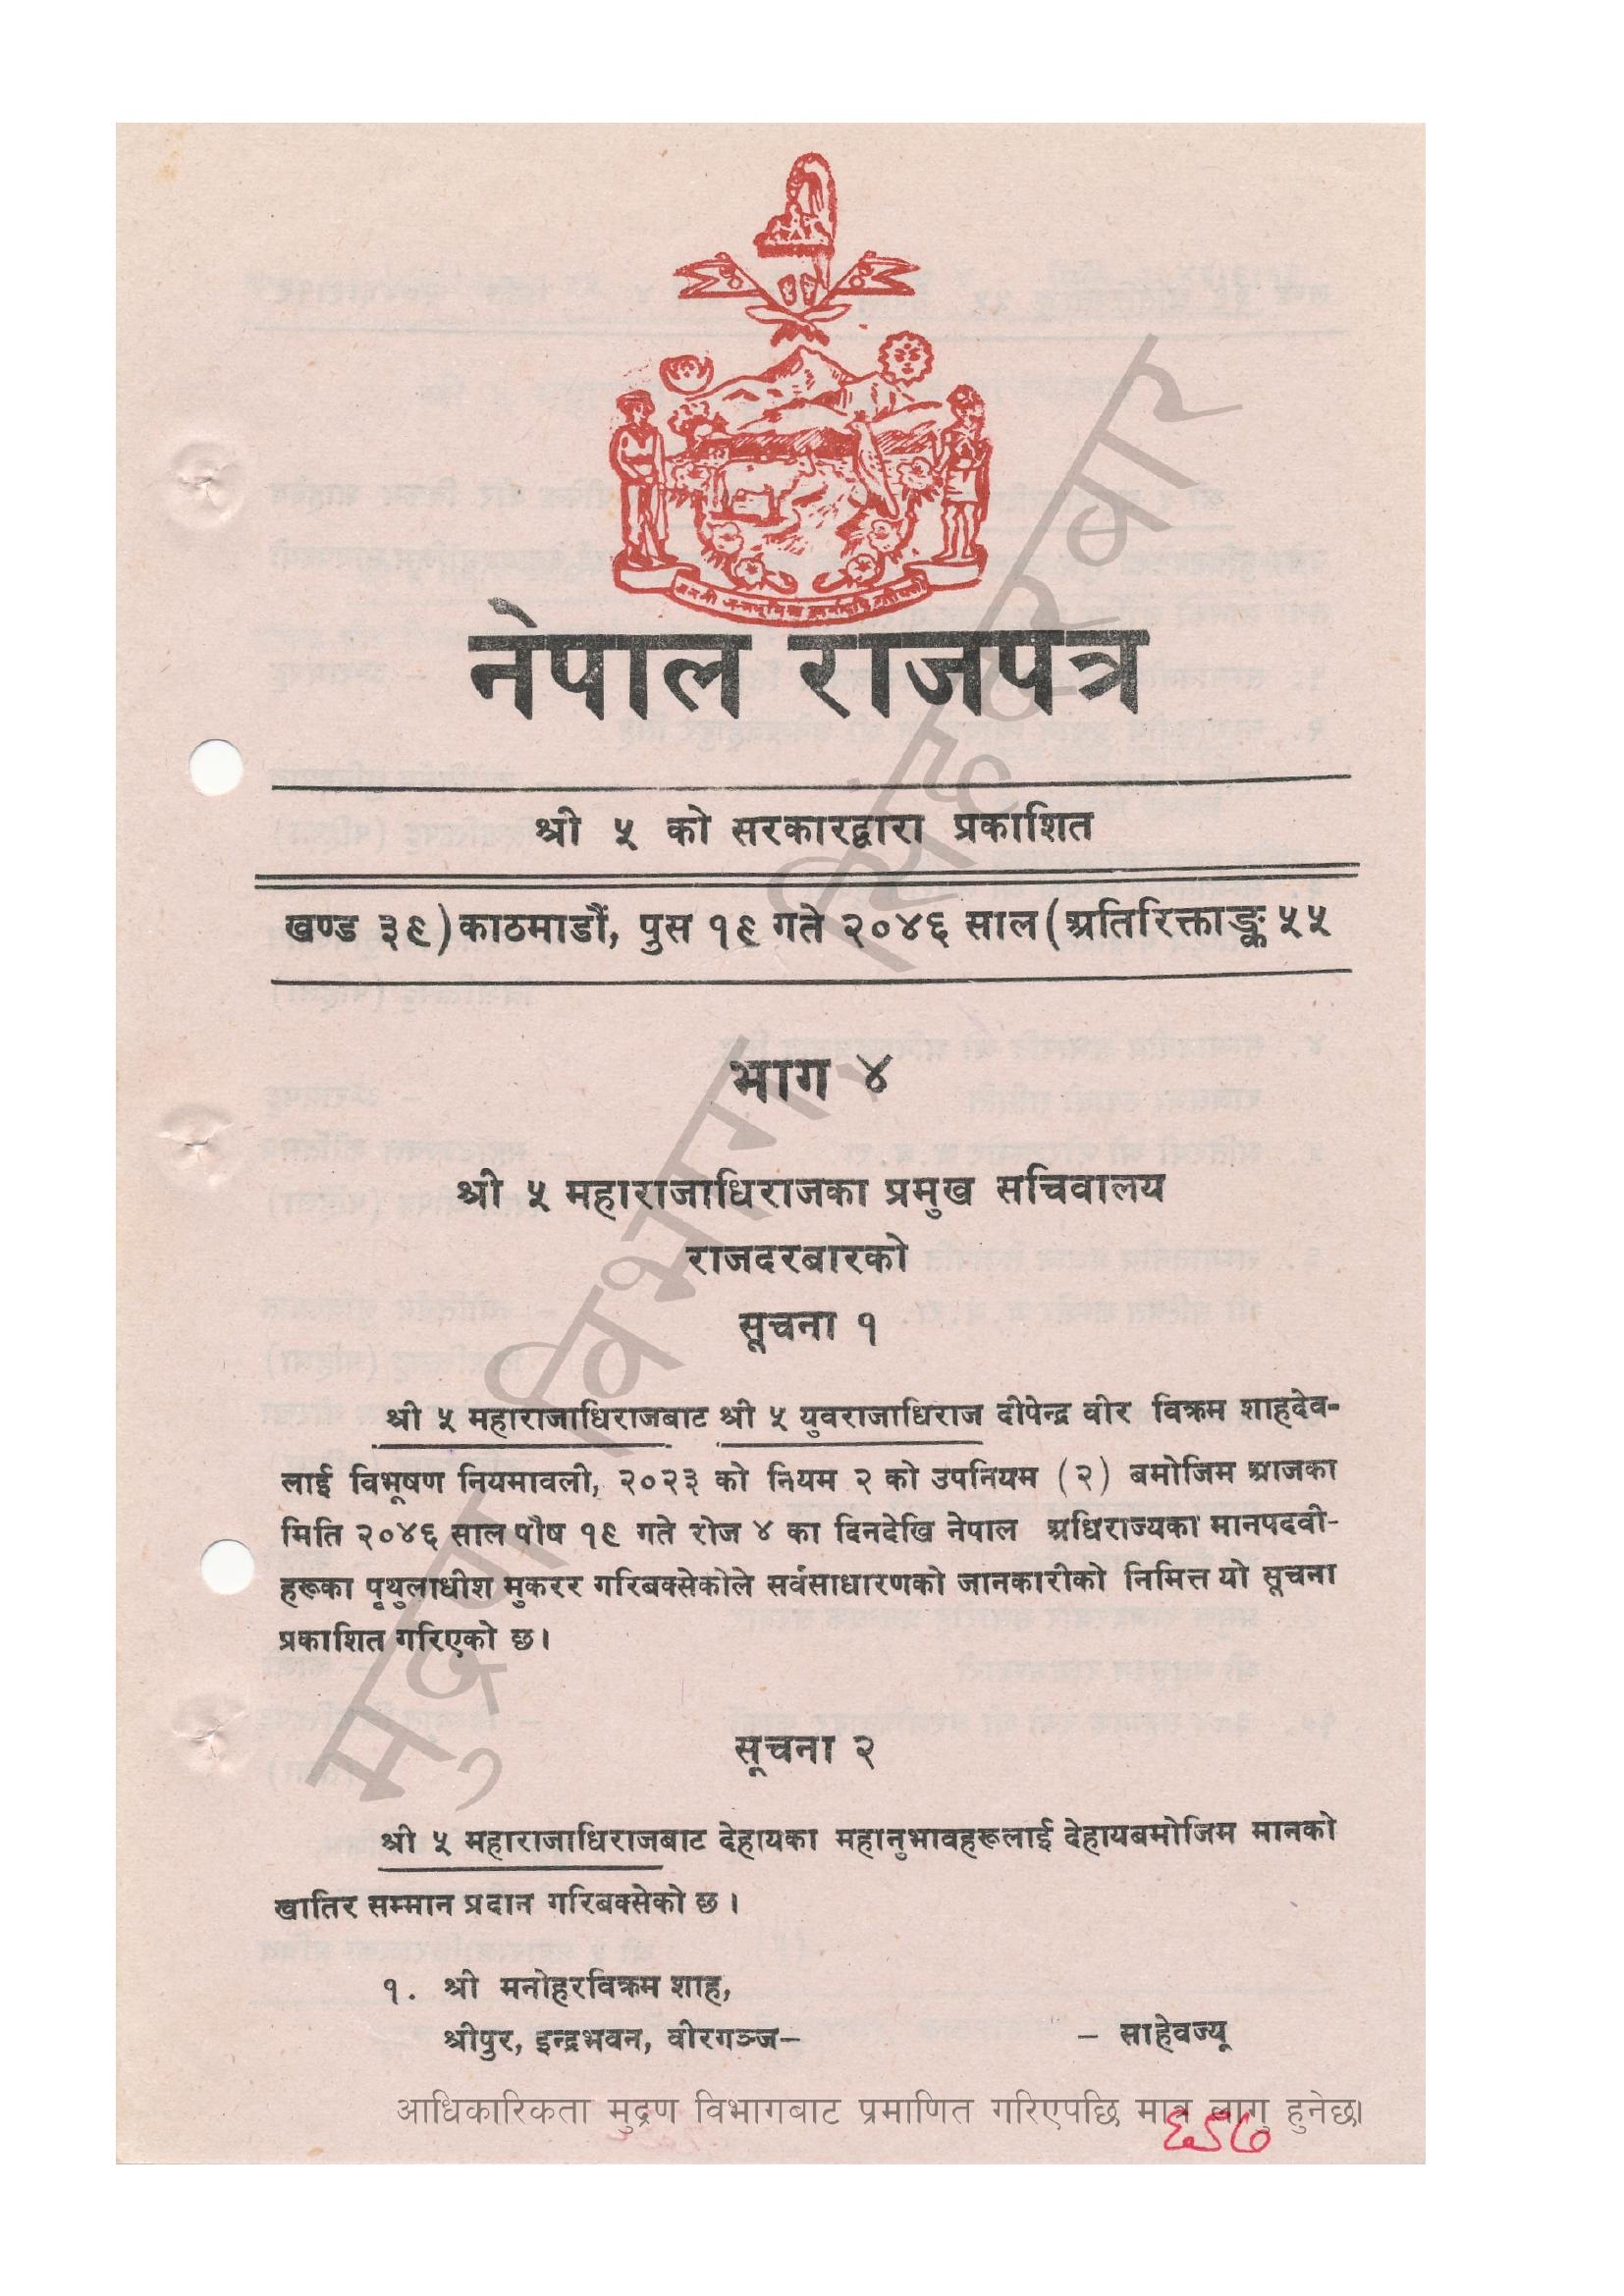 नेपाल राजपत्र
श्री ५ को सरकारद्वारा प्रकाशित
खण्ड ३९) काठमाडौं, पुस १९ गते २०४६ साल (अतिरिक्ताङ्क ५५
भाग ४
श्री ५ महाराजाधिराजका प्रमुख सचिवालय
राजदरबारको
सूचना १
श्री ५ महाराजाधिराजबाट श्री ५ युवराजाधिराज दीपेन्द्र वीर विक्रम शाहदेव-
लाई विभूषण नियमावली, २०२३ को नियम २ को उपनियम (२) बमोजिम आजका
मिति २०४६ साल पौष १९ गते रोज ४ का दिनदेखि नेपाल अधिराज्यका मानपदवी-
हरूका पृथुलाधीश मुकरर गरिबक्सेकोले सर्वसाधारणको जानकारीको निमित्त यो सूचना
प्रकाशित गरिएको छ।
सूचना २
श्री ५ महाराजाधिराजबाट देहायका महानुभावहरूलाई देहायबमोजिम मानको
खातिर सम्मान प्रदान गरिबक्सेको छ।
१. श्री मनोहरविक्रम शाह,
श्रीपुर, इन्द्रभवन, वीरगञ्ज- - साहेवज्यू
मुद्रण विभाग, सिंहदरबार
आधिकारिकता मुद्रण विभागबाट प्रमाणित गरिएपछि मात्र लागु हुनेछ।